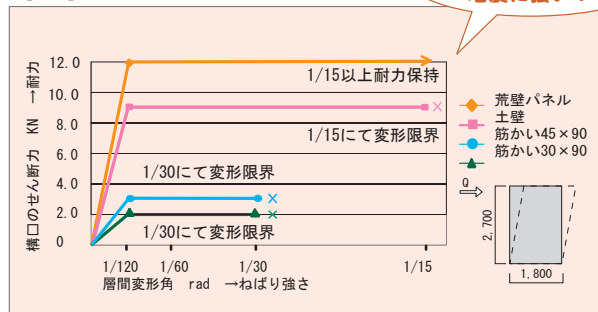 12.0
10.0
8.0
6.0
4.0
2.0
0
構口のせん断力 KN →耐力
1/15以上耐力保持
1/15にて変形限界
1/30にて変形限界
1/30にて変形限界
1/120
1/60
1/30
1/15
層間変形角 rad →ねばり強さ
荒壁パネル
土壁
筋かい45×90
筋かい30×90
Q
2,700
1,800